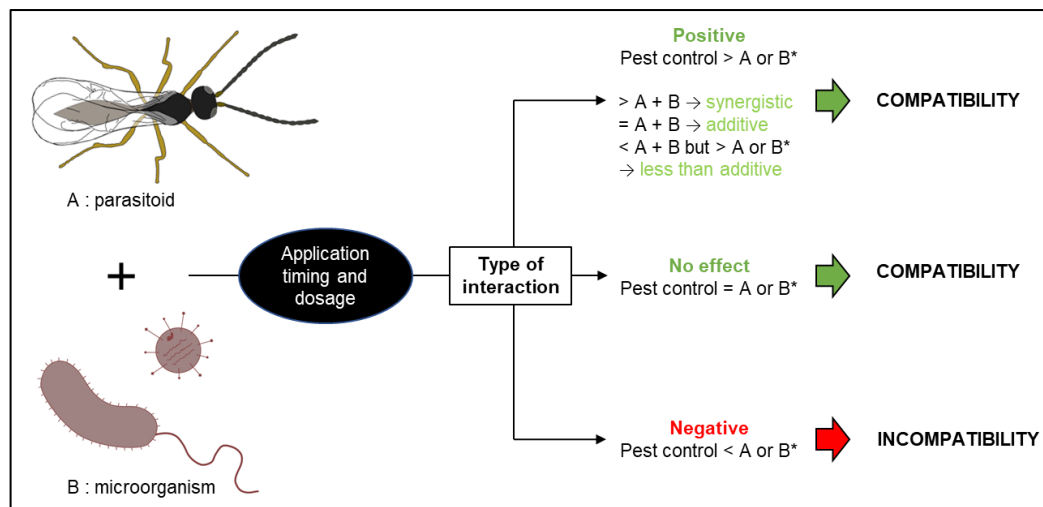 A : parasitoid
+
B : microorganism
Application
timing and
dosage
Type of
interaction
Positive
Pest control > A or B*
> A + B → synergistic
= A + B → additive
< A + B but > A or B*
→ less than additive
COMPATIBILITY
No effect
Pest control = A or B*
COMPATIBILITY
Negative
Pest control < A or B*
INCOMPATIBILITY